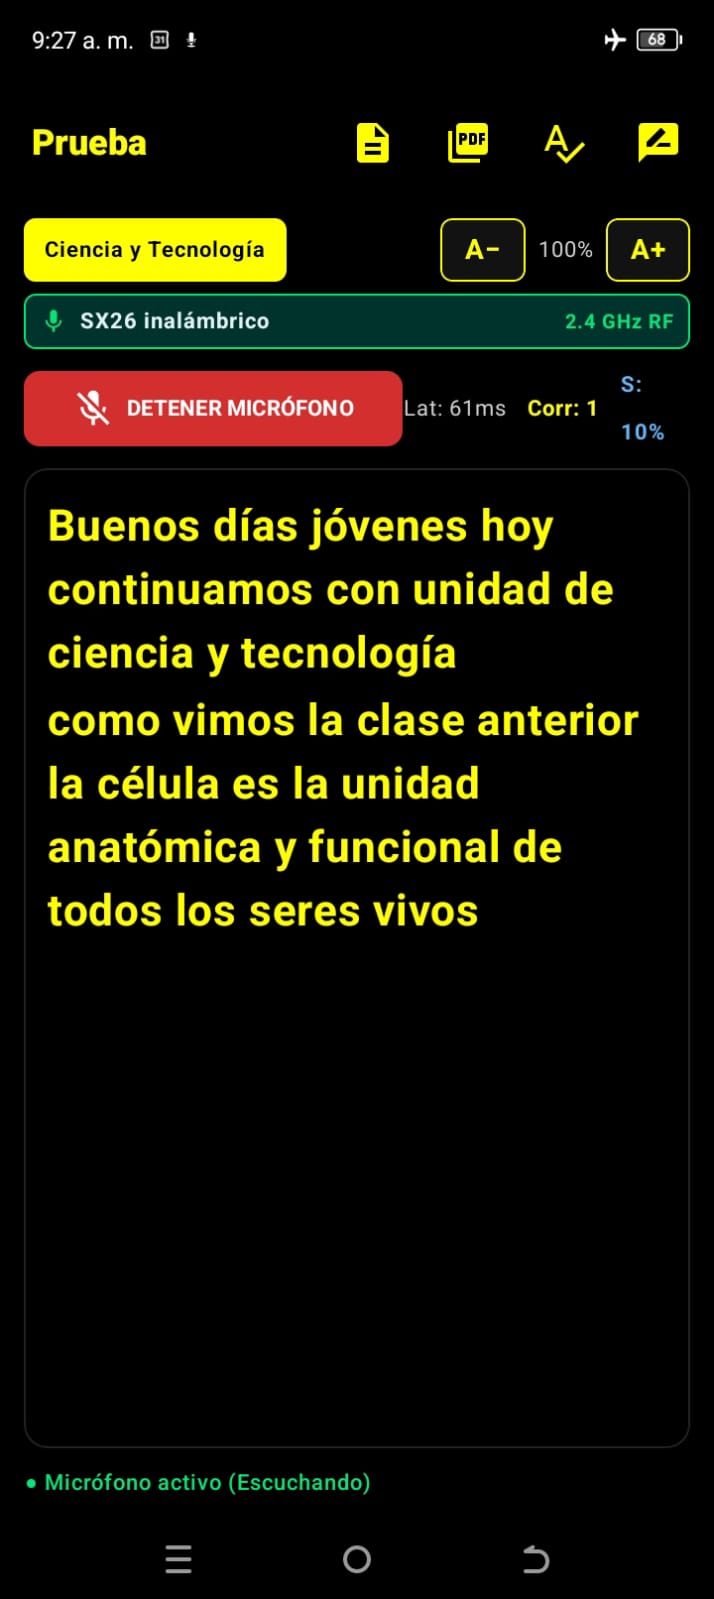 9:27 a. m. 31 68
Prueba PDF
Ciencia y Tecnología A− 100% A+
SX26 inalámbrico 2.4 GHz RF
DETENER MICRÓFONO Lat: 61ms Corr: 1 S: 10%
Buenos días jóvenes hoy
continuamos con unidad de
ciencia y tecnología
como vimos la clase anterior
la célula es la unidad
anatómica y funcional de
todos los seres vivos
• Micrófono activo (Escuchando)